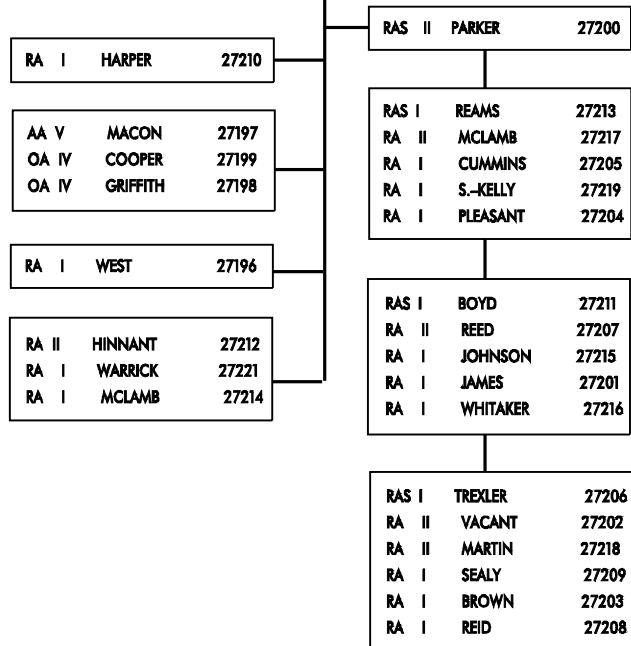 RA I HARPER 27210
AA V MACON 27197
OA IV COOPER 27199
OA IV GRIFFITH 27198
RA I WEST 27196
RA II HINNANT 27212
RA I WARRICK 27221
RA I MCLAMB 27214
RAS II PARKER 27200
RAS I REAMS 27213
RA II MCLAMB 27217
RA I CUMMINS 27205
RA I S.–KELLY 27219
RA I PLEASANT 27204
RAS I BOYD 27211
RA II REED 27207
RA I JOHNSON 27215
RA I JAMES 27201
RA I WHITAKER 27216
RAS I TREXLER 27206
RA II VACANT 27202
RA II MARTIN 27218
RA I SEALY 27209
RA I BROWN 27203
RA I REID 27208